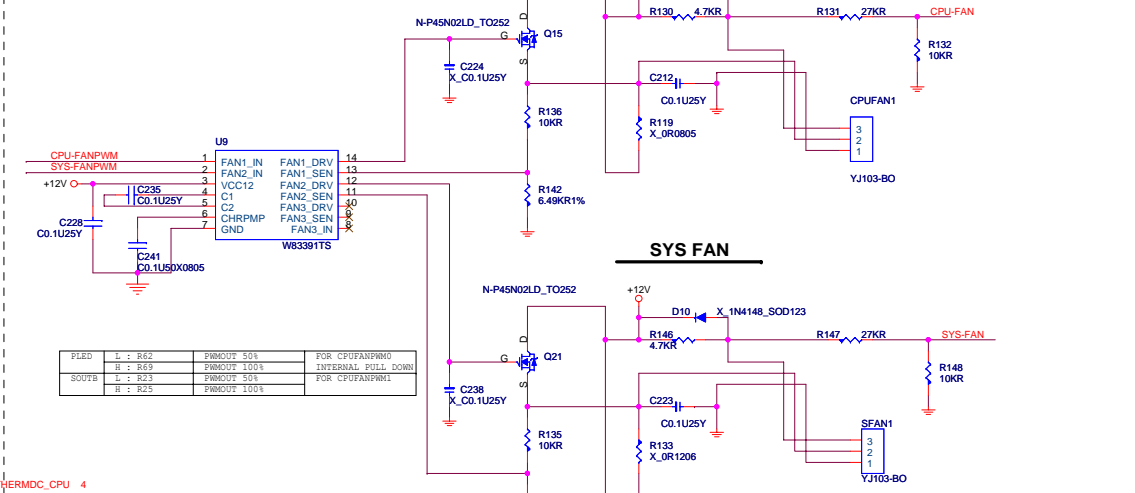 R130 4.7KR
R131 27KR
CPU-FAN
N-P45N02LD_TO252
D
G
S
Q15
R132
10KR
C224
X_C0.1U25Y
C212
C0.1U25Y
R136
10KR
R119
X_0R0805
CPUFAN1
3
2
1
YJ103-BO
U9
CPU-FANPWM
SYS-FANPWM
+12V
1 FAN1_IN FAN1_DRV 14
2 FAN2_IN FAN1_SEN 13
3 VCC12 FAN2_DRV 12
4 C1 FAN2_SEN 11
5 C2 FAN3_DRV 10
6 CHRPMP FAN3_SEN 9
7 GND FAN3_IN 8
W83391TS
C235
C0.1U25Y
C228
C0.1U25Y
C241
C0.1U50X0805
R142
6.49KR1%
SYS FAN
N-P45N02LD_TO252
+12V
D10 X_1N4148_SOD123
R146
4.7KR
R147 27KR
SYS-FAN
D
G
S
Q21
R148
10KR
PLED L : R62 PWMOUT 50% FOR CPUFANPWM0
H : R69 PWMOUT 100% INTERNAL PULL DOWN
SOUTB L : R23 PWMOUT 50% FOR CPUFANPWM1
H : R25 PWMOUT 100%
C238
X_C0.1U25Y
C223
C0.1U25Y
R135
10KR
R133
X_0R1206
SFAN1
3
2
1
YJ103-BO
HERMDC_CPU 4